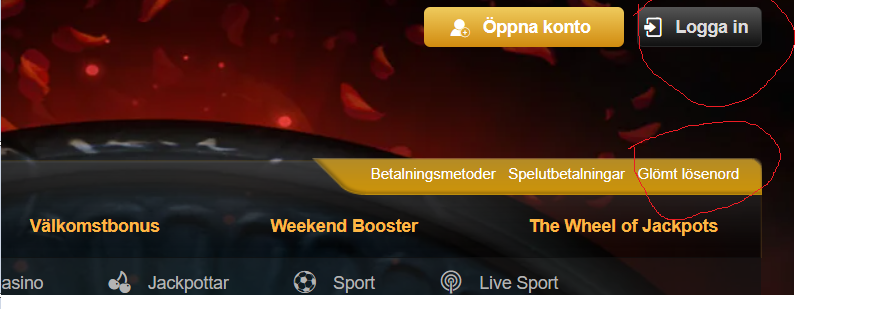 Öppna konto Logga in
Betalningsmetoder Spelutbetalningar Glömt lösenord
Välkomstbonus Weekend Booster The Wheel of Jackpots
asino Jackpottar Sport Live Sport